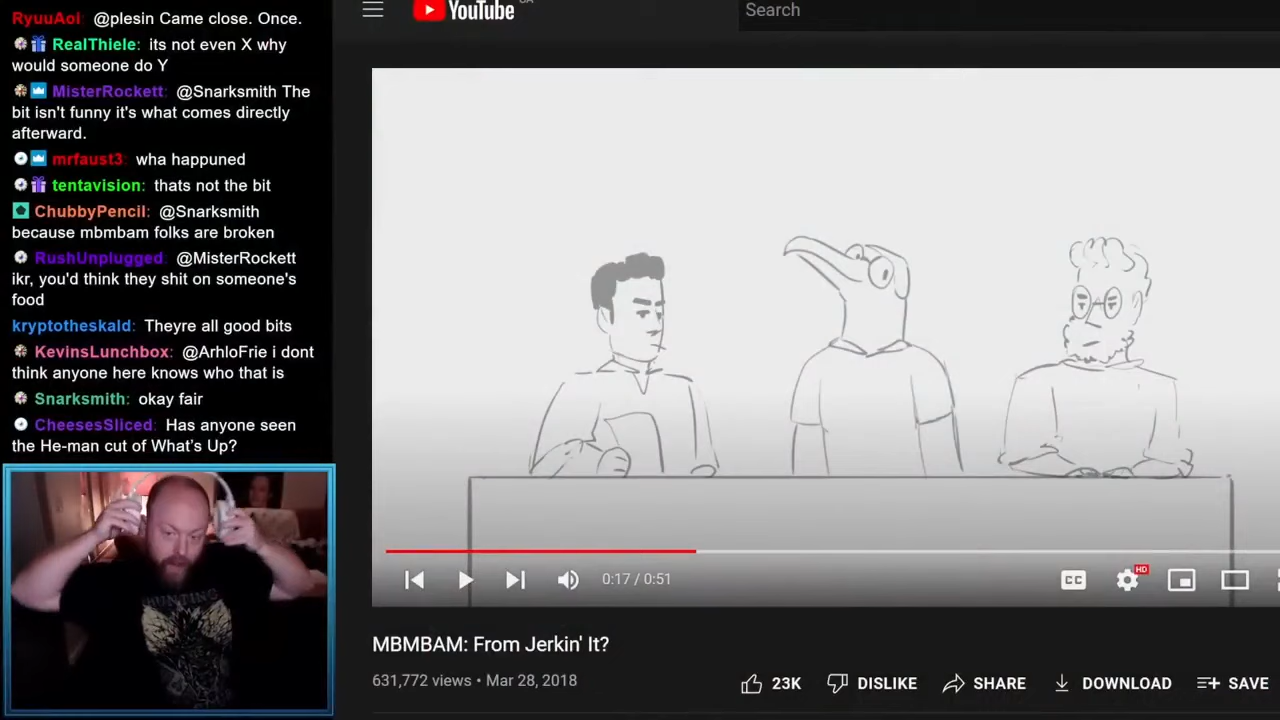 RyuuAoi @plesin Came close. Once.
RealThiele: its not even X why
would someone do Y
MisterRockett: @Snarksmith The
bit isn't funny it's what comes directly
afterward.
mrfaust3 wha happuned
tentavision: thats not the bit
ChubbyPencil: @Snarksmith
because mbmbam folks are broken
RushUnplugged @MisterRockett
ikr, you'd think they shit on someone's
food
kryptotheskald: Theyre all good bits
KevinsLunchbox: @ArhloFrie i dont
think anyone here knows who that is
Snarksmith: okay fair
CheesesSliced: Has anyone seen
the He-man cut of What's Up?
HUNTING
YouTube
Search
0:17 / 0:51
CC
HD
MBMBAM: From Jerkin' It?
631,772 views • Mar 28, 2018
23K DISLIKE SHARE DOWNLOAD SAVE